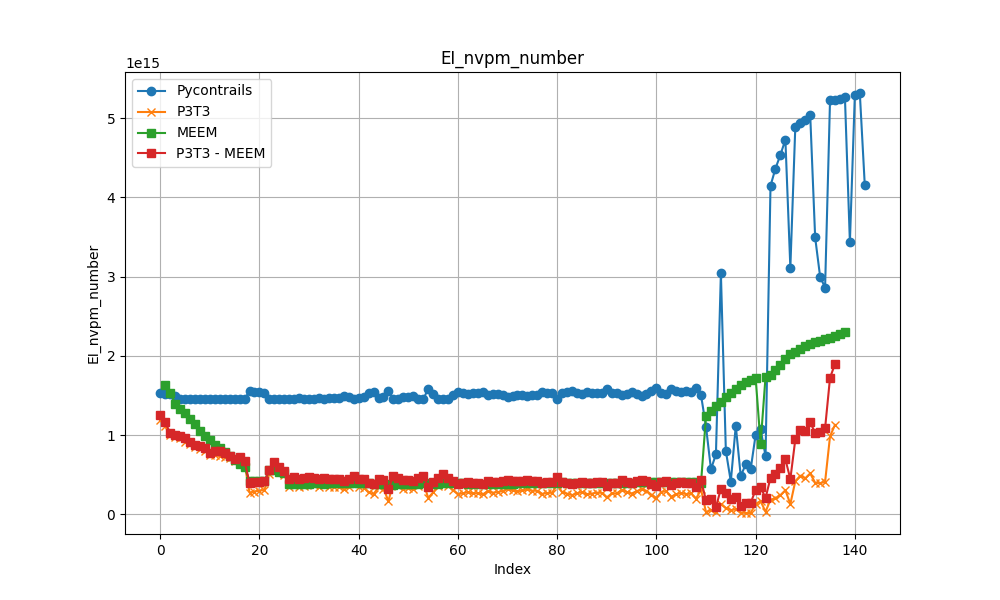 EI_nvpm_number
1e15
Pycontrails
P3T3
MEEM
P3T3 - MEEM
5
4
3
2
1
0
EI_nvpm_number
0 20 40 60 80 100 120 140
Index